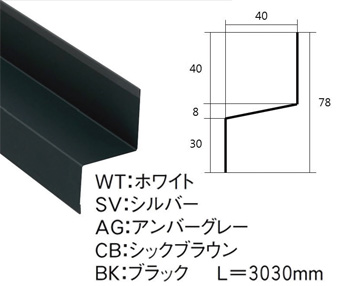 40
40
78
8
30
WT:ホワイト
SV:シルバー
AG:アンバーグレー
CB:シックブラウン
BK:ブラック L=3030mm